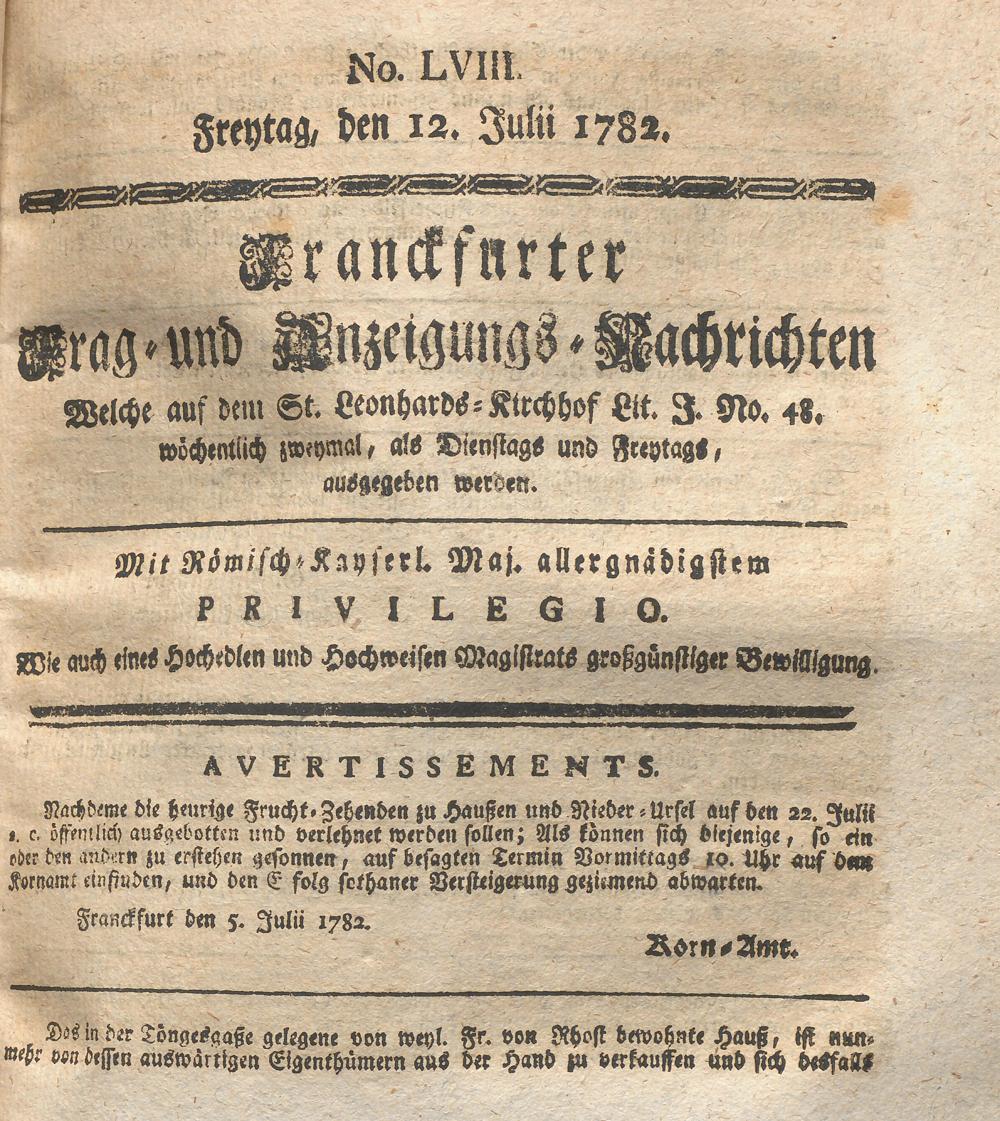 No. LVIII.
Freytag, den 12. Julii 1782.
Franckfurter
Frag- und Anzeigungs-Nachrichten
Welche auf dem St. Leonhards-Kirchhof Lit. J. No. 48.
wöchentlich zweymal, als Dienstags und Freytags,
ausgegeben werden.
Mit Römisch-Kayserl. Maj. allergnädigstem
PRIVILEGIO.
Wie auch eines Hochedlen und Hochweisen Magistrats großgünstiger Bewilligung.
AVERTISSEMENTS.
Nachdeme die heurige Frucht-Zehenden zu Haußen und Nieder-Ursel auf den 22. Julii
a. c. öffentlich ausgebotten und verlehnet werden sollen; Als können sich diejenige, so ein
oder den andern zu erstehen gesonnen, auf besagten Termin Vormittags 10. Uhr auf dem
Kornamt einfinden, und den E folg sothaner Versteigerung geziemend abwarten.
Franckfurt den 5. Julii 1782.
Korn-Amt.
Das in der Töngesgaße gelegene von weyl. Fr. von Rhost bewohnte Hauß, ist nun-
mehr von dessen auswärtigen Eigenthümern aus der Hand zu verkauffen und sich desfalls